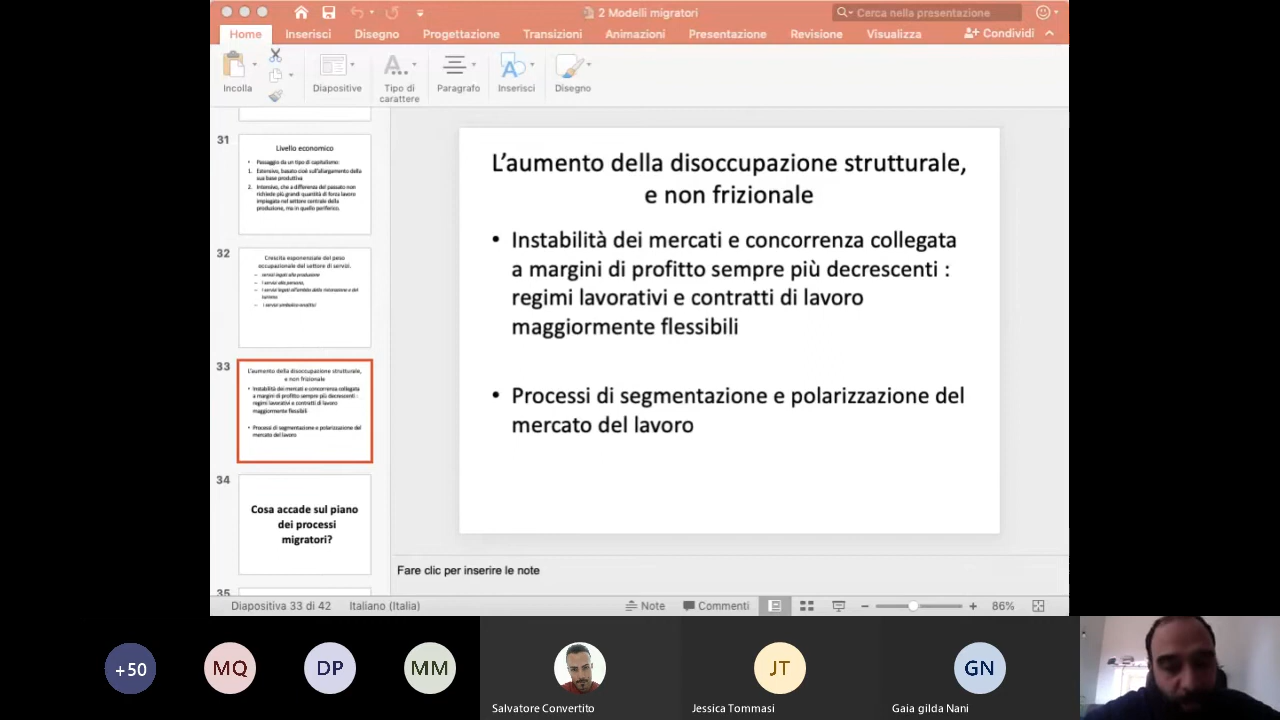 2 Modelli migratori
Cerca nella presentazione
Home Inserisci Disegno Progettazione Transizioni Animazioni Presentazione Revisione Visualizza Condividi
Incolla Diapositive Tipo di carattere Paragrafo Inserisci Disegno
31
Livello economico
• Passaggio da un tipo di capitalismo:
1. Estensivo, basato cioè sull'allargamento della
sua base produttiva
2. Intensivo, che a differenza del passato non
richiede più grandi quantità di forza lavoro
impiegata nel settore centrale della
produzione, ma in quello periferico.
32
Crescita esponenziale del peso
occupazionale del settore di servizi.
– servizi legati alla produzione
– I servizi alla persona,
– I servizi legati all'ambito della ristorazione e del
turismo
33
L'aumento della disoccupazione strutturale,
e non frizionale
• Instabilità dei mercati e concorrenza collegata
a margini di profitto sempre più decrescenti :
regimi lavorativi e contratti di lavoro
maggiormente flessibili
• Processi di segmentazione e polarizzazione del
mercato del lavoro
34
Cosa accade sul piano
dei processi
migratori?
35
L'aumento della disoccupazione strutturale,
e non frizionale
• Instabilità dei mercati e concorrenza collegata
a margini di profitto sempre più decrescenti :
regimi lavorativi e contratti di lavoro
maggiormente flessibili
• Processi di segmentazione e polarizzazione del
mercato del lavoro
Fare clic per inserire le note
Diapositiva 33 di 42 Italiano (Italia) Note Commenti 86%
+50 MQ DP MM JT GN
Salvatore Convertito Jessica Tommasi Gaia gilda Nani